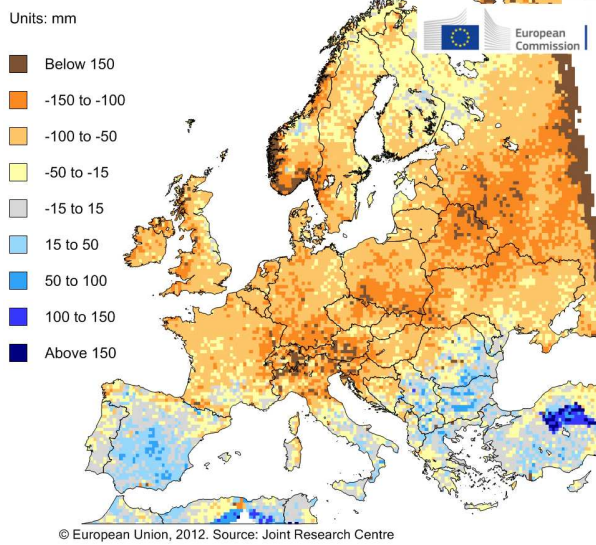 Units: mm
European
Commission
Below 150
-150 to -100
-100 to -50
-50 to -15
-15 to 15
15 to 50
50 to 100
100 to 150
Above 150
© European Union, 2012. Source: Joint Research Centre